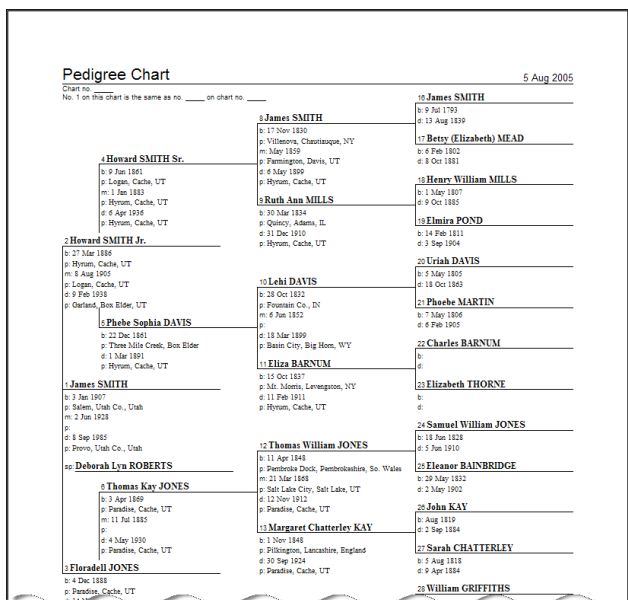 Pedigree Chart
5 Aug 2005
Chart no. _____
No. 1 on this chart is the same as no. _____ on chart no. _____
16 James SMITH
b: 9 Jul 1793
d: 13 Aug 1839
8 James SMITH
b: 17 Nov 1830
p: Villenova, Chautauque, NY
m: May 1859
p: Farmington, Davis, UT
d: 6 May 1899
p: Hyrum, Cache, UT
17 Betsy (Elizabeth) MEAD
b: 6 Feb 1802
d: 8 Oct 1881
4 Howard SMITH Sr.
b: 9 Jun 1861
p: Logan, Cache, UT
m: 1 Jan 1883
p: Hyrum, Cache, UT
d: 6 Apr 1936
p: Hyrum, Cache, UT
18 Henry William MILLS
b: 1 May 1807
d: 9 Oct 1885
9 Ruth Ann MILLS
b: 30 Mar 1834
p: Quincy, Adams, IL
d: 31 Dec 1910
p: Hyrum, Cache, UT
19 Elmira POND
b: 14 Feb 1811
d: 3 Sep 1904
2 Howard SMITH Jr.
b: 27 Mar 1886
p: Hyrum, Cache, UT
m: 8 Aug 1905
p: Logan, Cache, UT
d: 9 Feb 1938
p: Garland, Box Elder, UT
20 Uriah DAVIS
b: 5 May 1805
d: 18 Oct 1863
10 Lehi DAVIS
b: 28 Oct 1832
p: Fountain Co., IN
m: 6 Jun 1852
p:
d: 18 Mar 1899
p: Basin City, Big Horn, WY
21 Phoebe MARTIN
b: 7 May 1806
d: 6 Feb 1905
5 Phebe Sophia DAVIS
b: 22 Dec 1861
p: Three Mile Creek, Box Elder
d: 1 Mar 1891
p: Hyrum, Cache, UT
22 Charles BARNUM
b:
d:
11 Eliza BARNUM
b: 15 Oct 1837
p: Mt. Morris, Levengston, NY
d: 11 Feb 1911
p: Hyrum, Cache, UT
23 Elizabeth THORNE
b:
d:
1 James SMITH
b: 3 Jan 1907
p: Salem, Utah Co., Utah
m: 2 Jun 1928
p:
d: 8 Sep 1985
p: Provo, Utah Co., Utah
sp: Deborah Lyn ROBERTS
24 Samuel William JONES
b: 18 Jun 1828
d: 5 Jun 1910
12 Thomas William JONES
b: 11 Apr 1848
p: Pembroke Dock, Pembrokeshire, So. Wales
m: 21 Mar 1868
p: Salt Lake City, Salt Lake, UT
d: 12 Nov 1912
p: Paradise, Cache, UT
25 Eleanor BAINBRIDGE
b: 29 May 1832
d: 2 May 1902
6 Thomas Kay JONES
b: 3 Apr 1869
p: Paradise, Cache, UT
m: 11 Jul 1885
p:
d: 4 May 1930
p: Paradise, Cache, UT
26 John KAY
b: Aug 1819
d: 2 Sep 1884
13 Margaret Chatterley KAY
b: 1 Nov 1848
p: Pilkington, Lancashire, England
d: 30 Sep 1924
p: Paradise, Cache, UT
27 Sarah CHATTERLEY
b: 5 Aug 1818
d: 9 Apr 1884
3 Floradell JONES
b: 4 Dec 1888
p: Paradise, Cache, UT
28 William GRIFFITHS